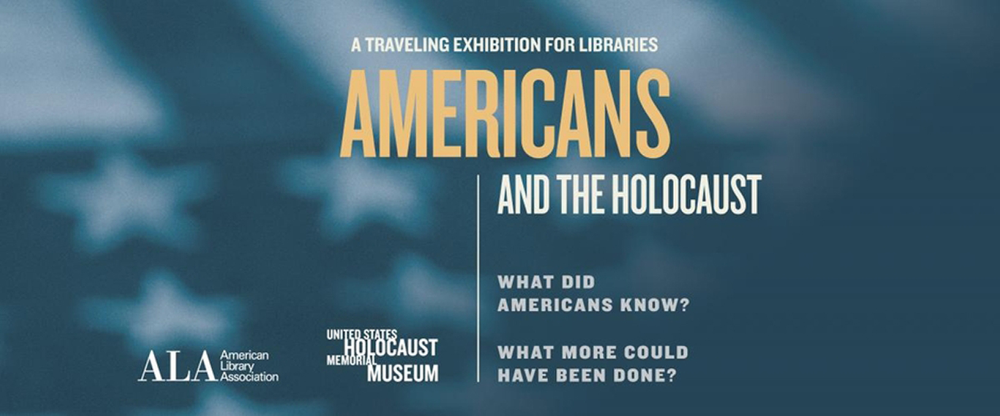 A TRAVELING EXHIBITION FOR LIBRARIES
AMERICANS
AND THE HOLOCAUST
WHAT DID
AMERICANS KNOW?
WHAT MORE COULD
HAVE BEEN DONE?
ALA
American
Library
Association
UNITED STATES
HOLOCAUST
MEMORIAL
MUSEUM